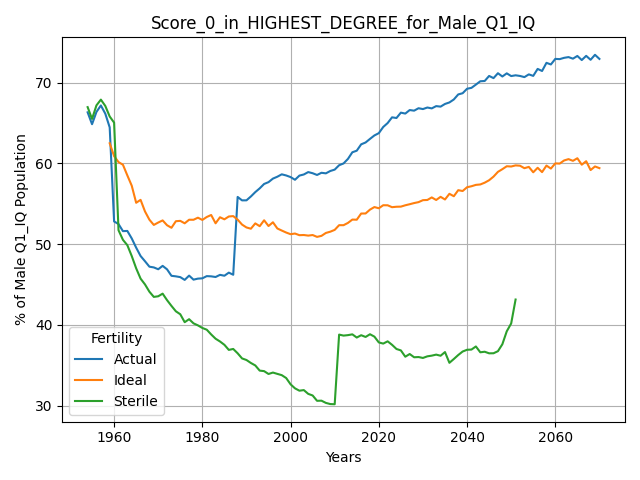 Score_0_in_HIGHEST_DEGREE_for_Male_Q1_IQ
% of Male Q1_IQ Population
70
60
50
40
30
Fertility
Actual
Ideal
Sterile
1960 1980 2000 2020 2040 2060
Years